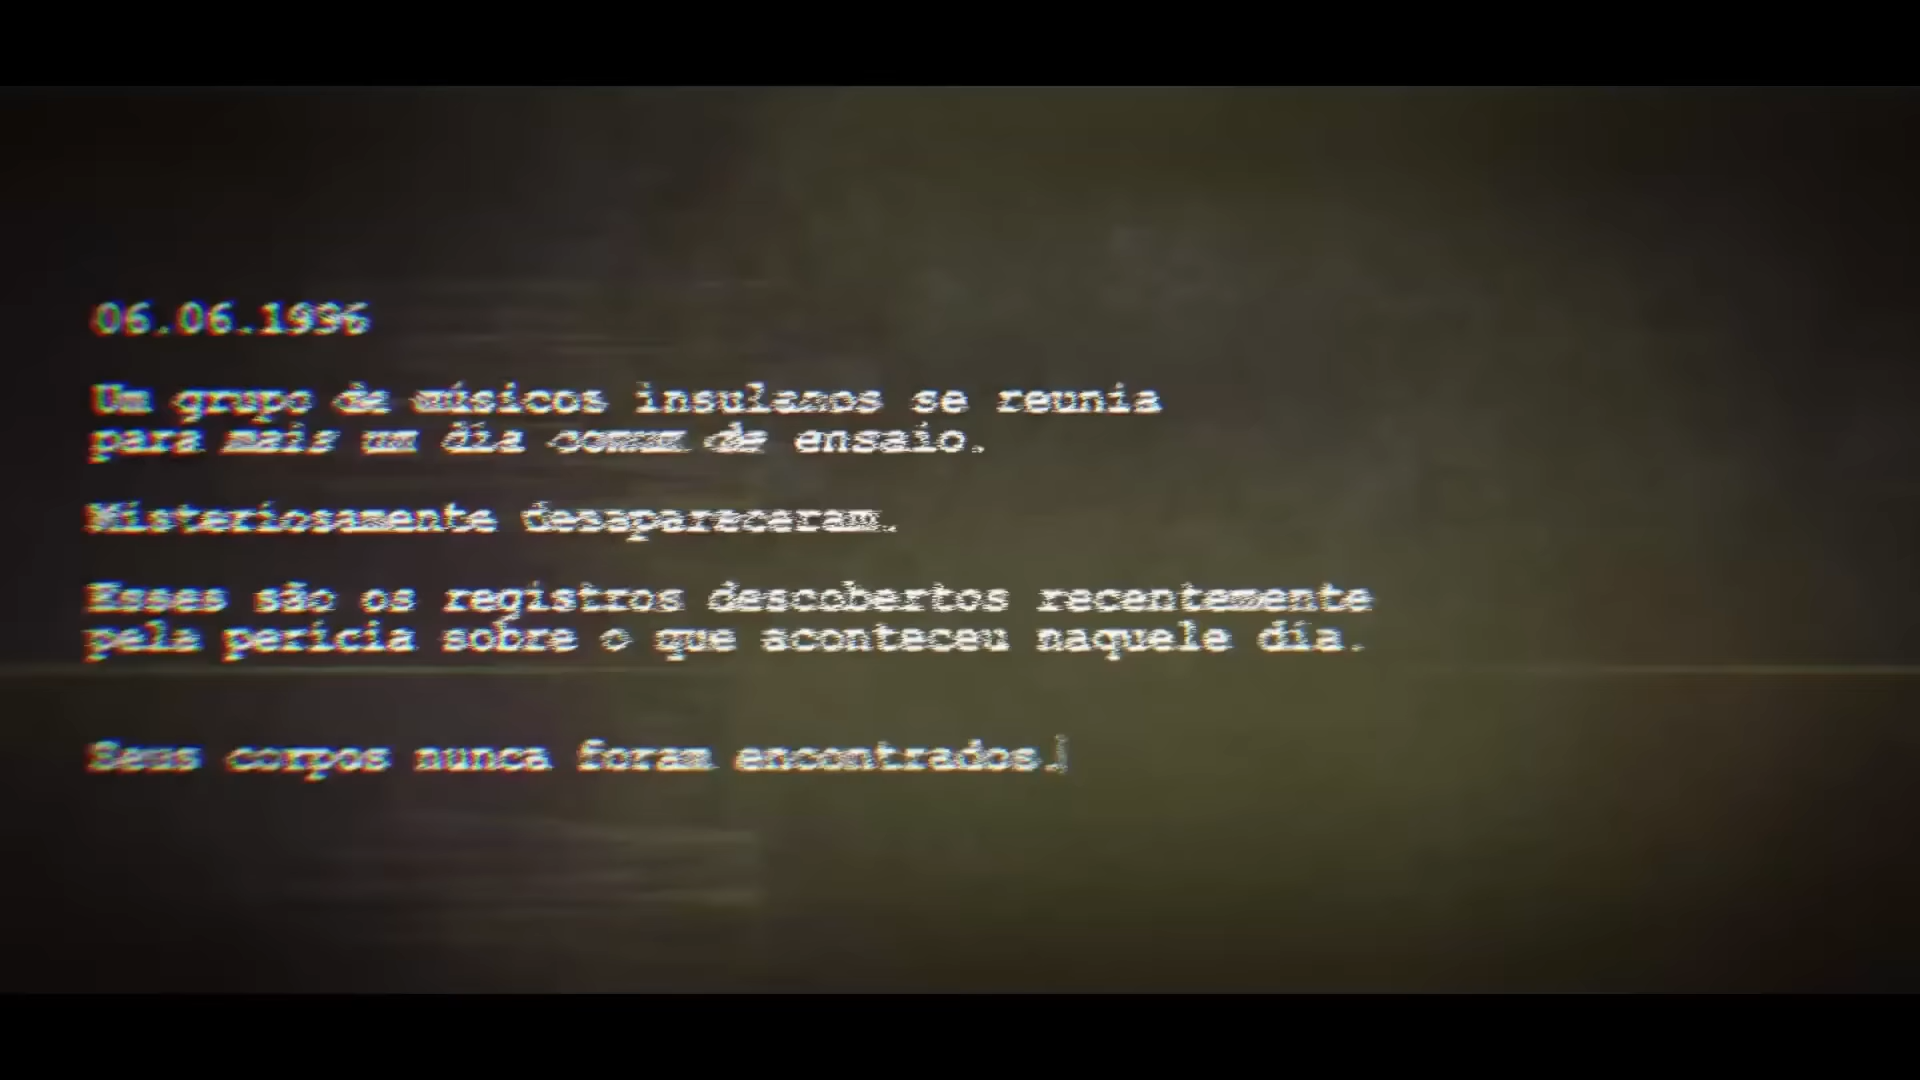 06.06.1996
Um grupo de músicos insulanos se reunia
para mais um dia comum de ensaio.
Misteriosamente desapareceram.
Esses são os registros descobertos recentemente
pela perícia sobre o que aconteceu naquele dia.
Seus corpos nunca foram encontrados.